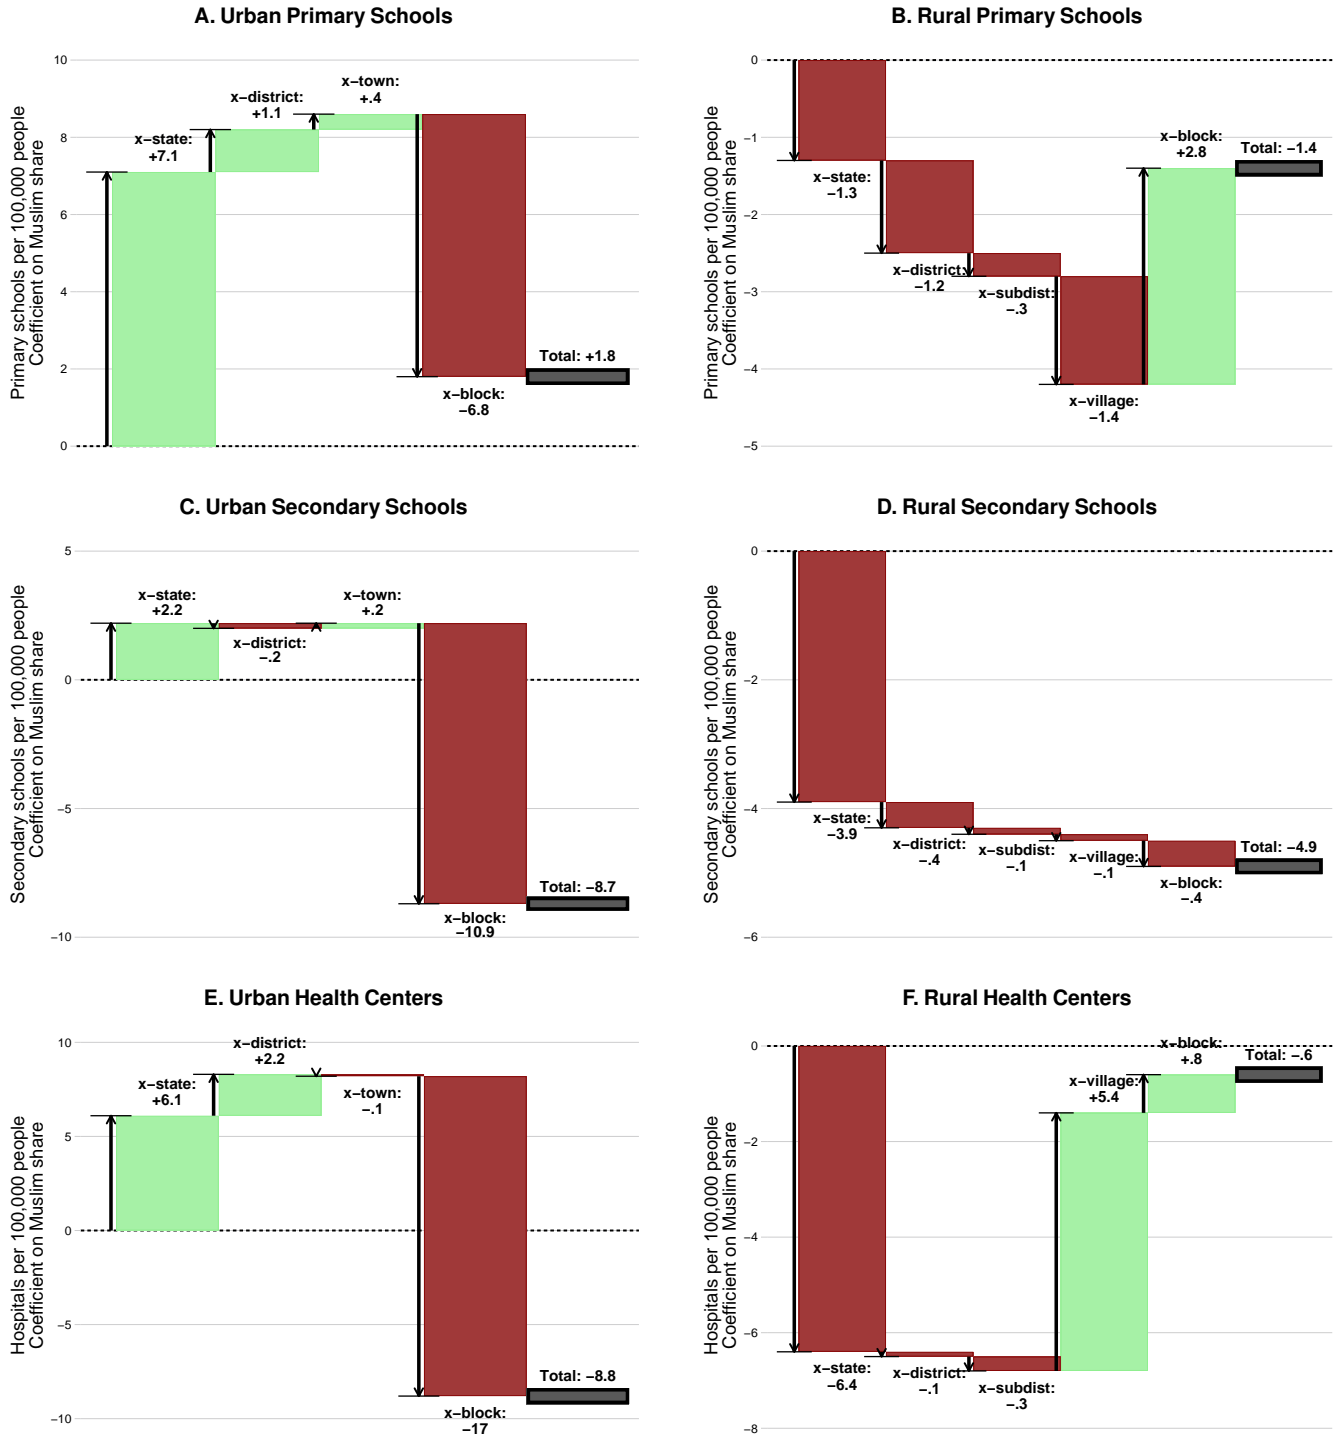 A. Urban Primary Schools
Primary schools per 100,000 people
Coefficient on Muslim share
10
8
6
4
2
0
x−state:
+7.1
x−district:
+1.1
x−town:
+.4
x−block:
−6.8
Total: +1.8
B. Rural Primary Schools
Primary schools per 100,000 people
Coefficient on Muslim share
0
−1
−2
−3
−4
−5
x−state:
−1.3
x−district:
−1.2
x−subdist:
−.3
x−village:
−1.4
x−block:
+2.8
Total: −1.4
C. Urban Secondary Schools
Secondary schools per 100,000 people
Coefficient on Muslim share
5
0
−5
−10
x−state:
+2.2
x−district:
−.2
x−town:
+.2
x−block:
−10.9
Total: −8.7
D. Rural Secondary Schools
Secondary schools per 100,000 people
Coefficient on Muslim share
0
−2
−4
−6
x−state:
−3.9
x−district:
−.4
x−subdist:
−.1
x−village:
−.1
x−block:
−.4
Total: −4.9
E. Urban Health Centers
Hospitals per 100,000 people
Coefficient on Muslim share
10
5
0
−5
−10
x−state:
+6.1
x−district:
+2.2
x−town:
−.1
x−block:
−17
Total: −8.8
F. Rural Health Centers
Hospitals per 100,000 people
Coefficient on Muslim share
0
−2
−4
−6
−8
x−state:
−6.4
x−district:
−.1
x−subdist:
−.3
x−village:
+5.4
x−block:
+.8
Total: −.6